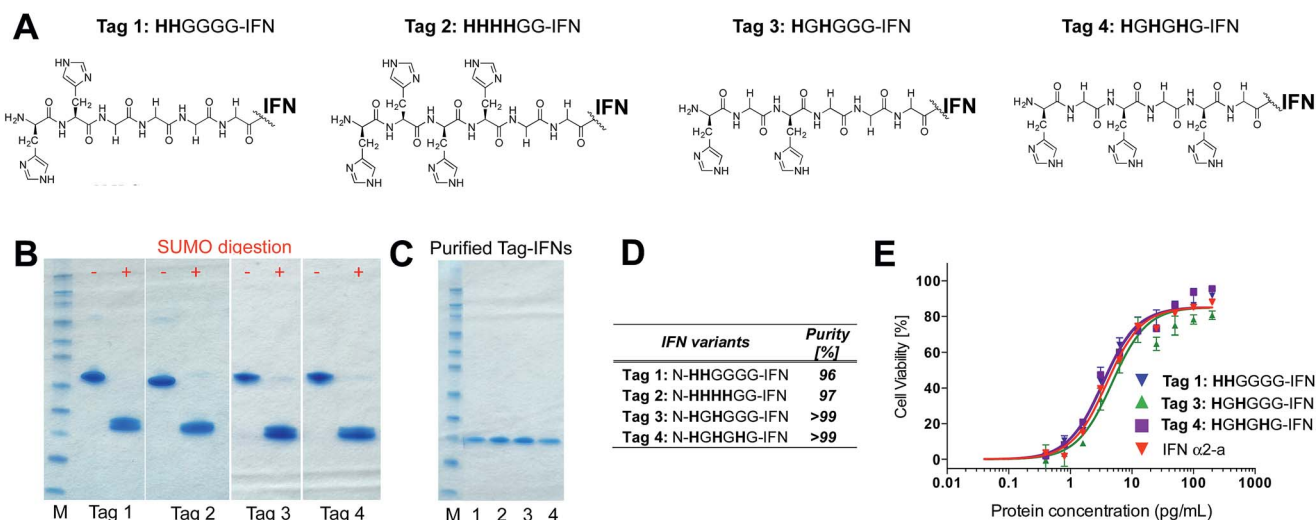 A
Tag 1: HHGGGG-IFN
Tag 2: HHHHGG-IFN
Tag 3: HGHGGG-IFN
Tag 4: HGHGHG-IFN
IFN
IFN
IFN
IFN
B
SUMO digestion
- + - + - + - +
M Tag 1 Tag 2 Tag 3 Tag 4
C
Purified Tag-IFNs
M 1 2 3 4
D
IFN variants Purity [%]
Tag 1: N-HHGGGG-IFN 96
Tag 2: N-HHHHGG-IFN 97
Tag 3: N-HGHGGG-IFN >99
Tag 4: N-HGHGHG-IFN >99
E
Cell Viability [%]
100
80
60
40
20
0
0.01 0.1 1 10 100 1000
Protein concentration (pg/mL)
Tag 1: HHGGGG-IFN
Tag 3: HGHGGG-IFN
Tag 4: HGHGHG-IFN
IFN α2-a